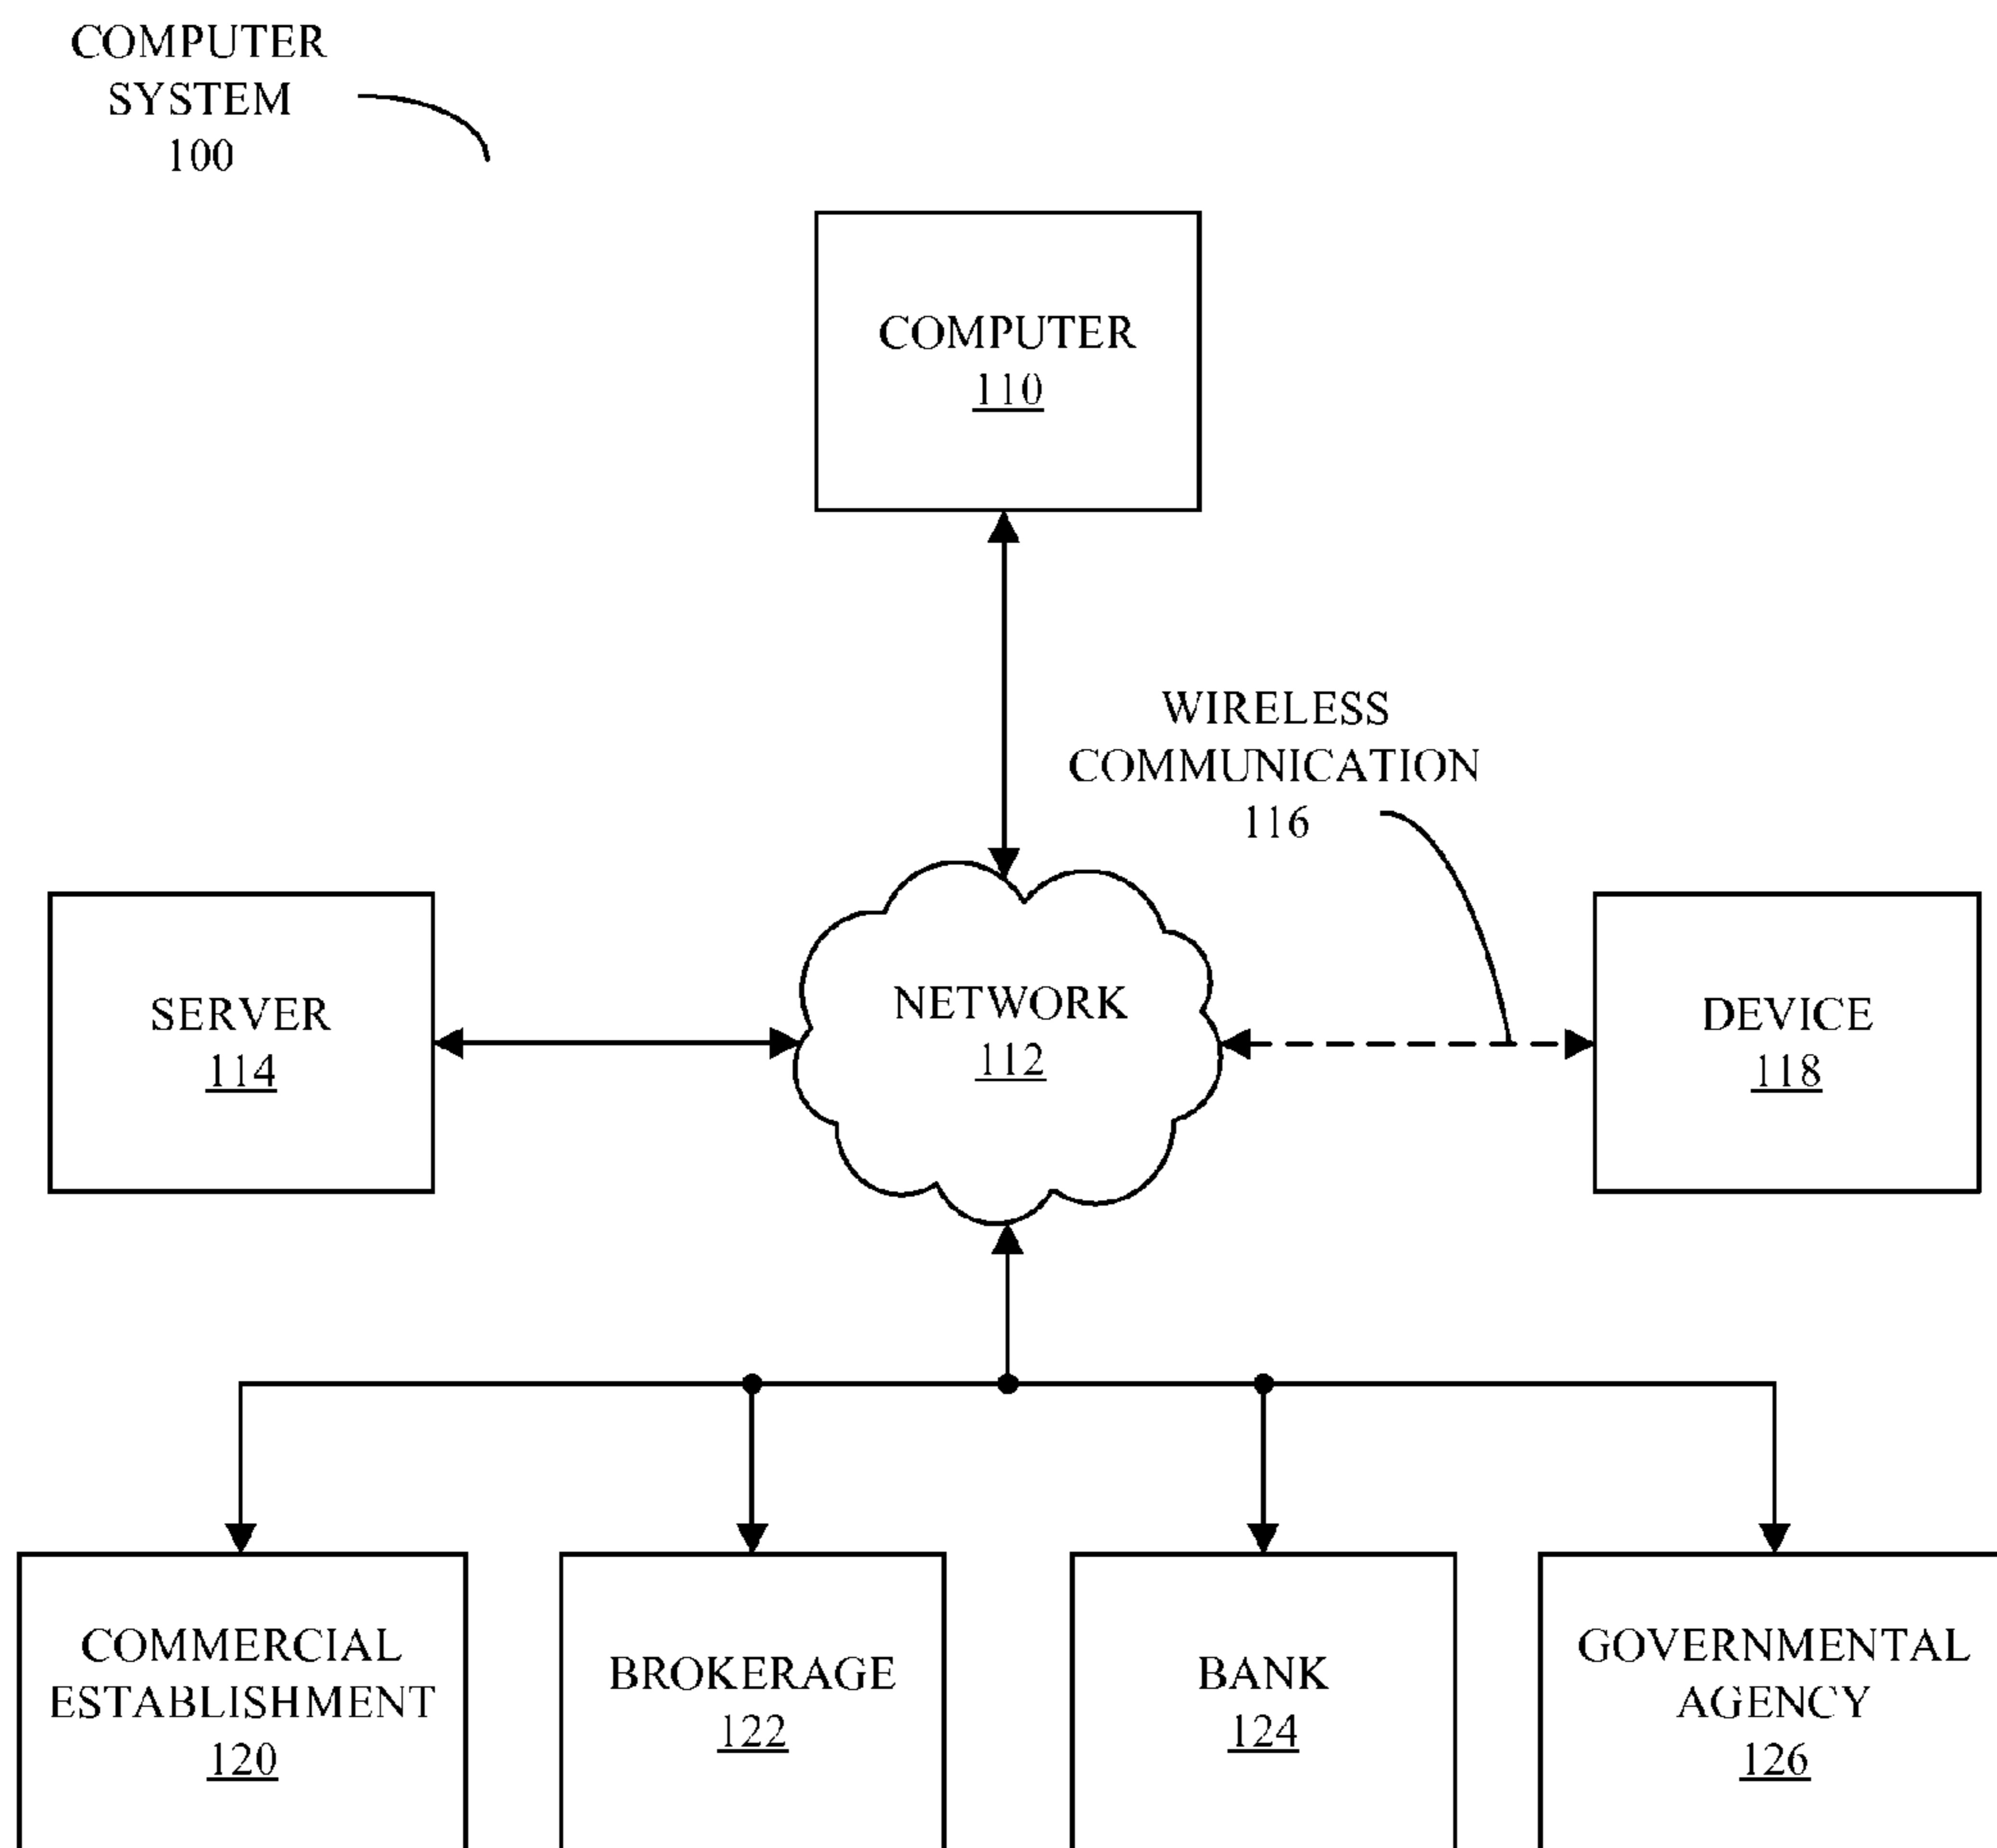 COMPUTER
SYSTEM
100
COMPUTER
110
WIRELESS
COMMUNICATION
116
SERVER
114
NETWORK
112
DEVICE
118
COMMERCIAL
ESTABLISHMENT
120
BROKERAGE
122
BANK
124
GOVERNMENTAL
AGENCY
126